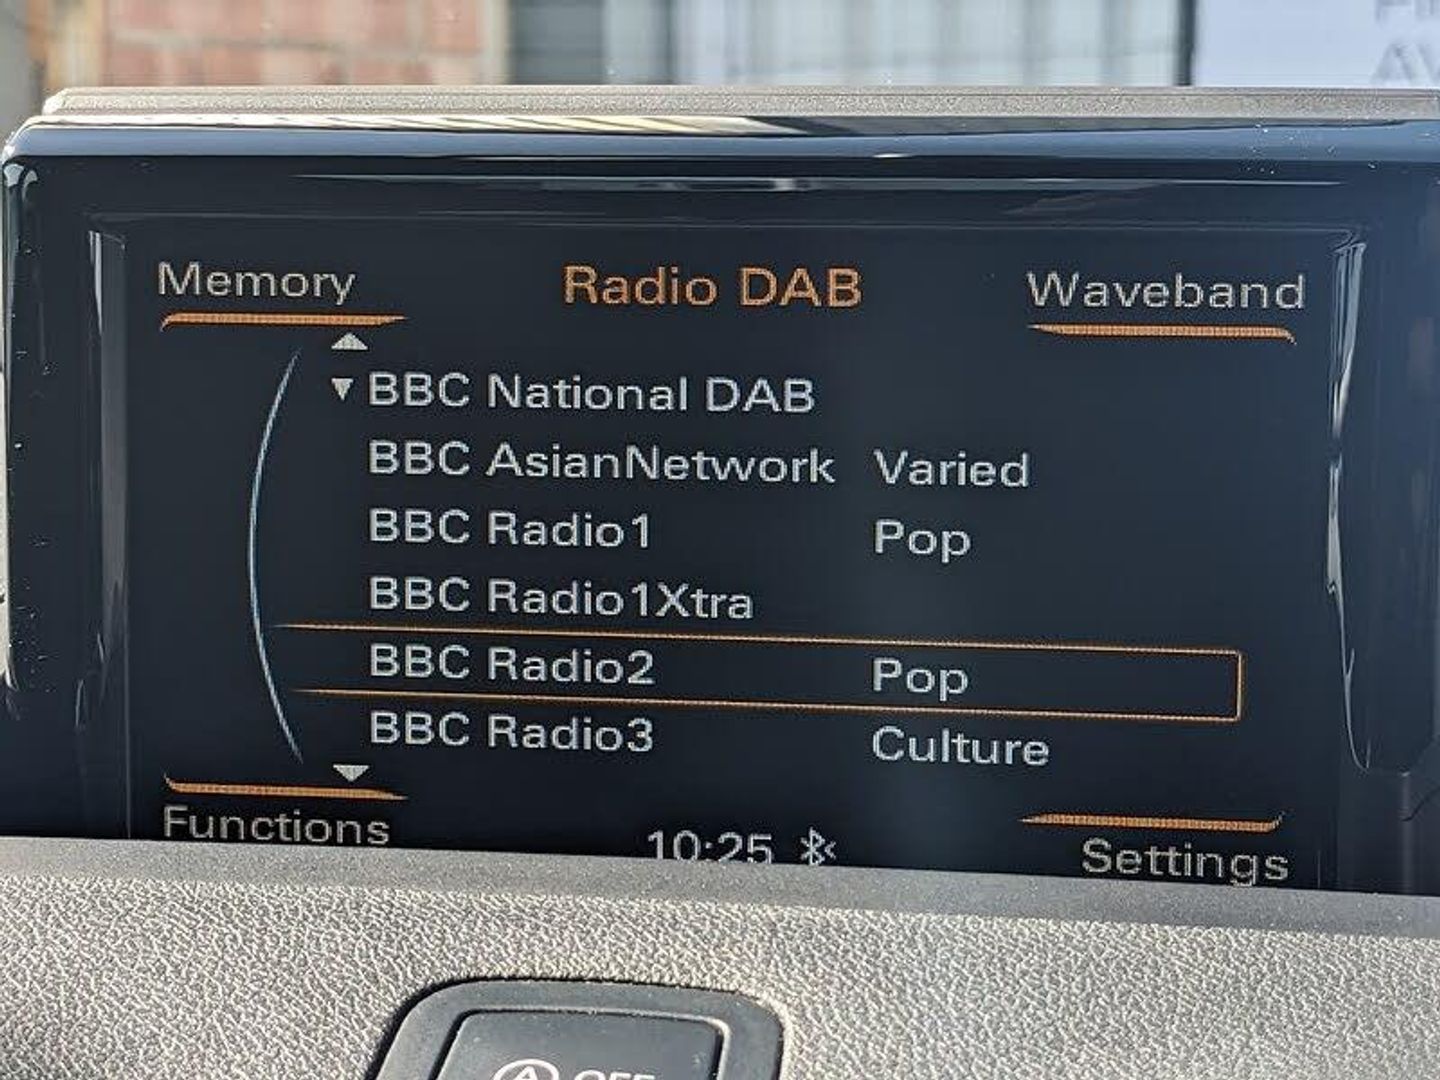 Memory Radio DAB Waveband
BBC National DAB
BBC AsianNetwork Varied
BBC Radio1 Pop
BBC Radio1Xtra
BBC Radio2 Pop
BBC Radio3 Culture
Functions 10:25 Settings
OFF